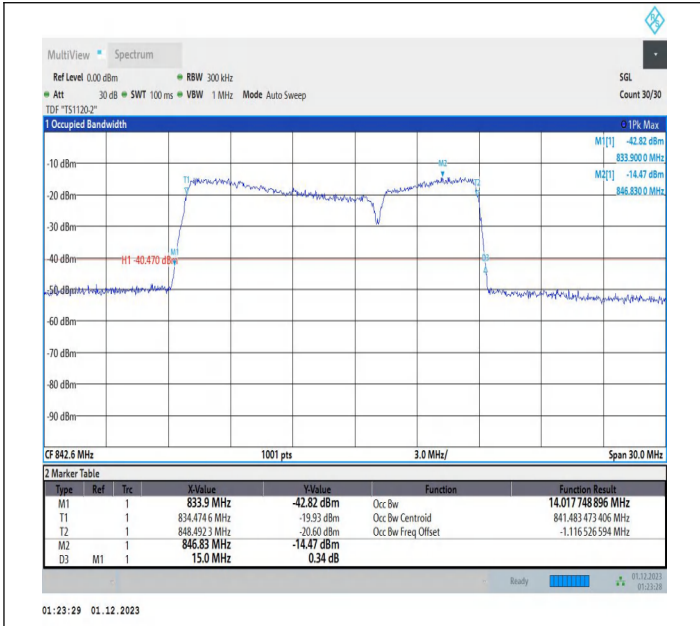 R S
MultiView Spectrum
Ref Level 0.00 dBm RBW 300 kHz SGL
Att 30 dB SWT 100 ms VBW 1 MHz Mode Auto Sweep Count 30/30
TDF "TS1120-2"
1 Occupied Bandwidth 1Pk Max
M1[1] -42.82 dBm
833.900 0 MHz
M2[1] -14.47 dBm
846.830 0 MHz
-10 dBm
M2
T1
T2
-20 dBm
-30 dBm
M1
-40 dBm H1 -40.470 dBm
D3
-50 dBm
-60 dBm
-70 dBm
-80 dBm
-90 dBm
CF 842.6 MHz 1001 pts 3.0 MHz/ Span 30.0 MHz
2 Marker Table
Type Ref Trc X-Value Y-Value Function Function Result
M1 1 833.9 MHz -42.82 dBm Occ Bw 14.017 748 896 MHz
T1 1 834.474 6 MHz -19.93 dBm Occ Bw Centroid 841.483 473 406 MHz
T2 1 848.492 3 MHz -20.60 dBm Occ Bw Freq Offset -1.116 526 594 MHz
M2 1 846.83 MHz -14.47 dBm
D3 M1 1 15.0 MHz 0.34 dB
Ready 01.12.2023
01:23:28
01:23:29 01.12.2023